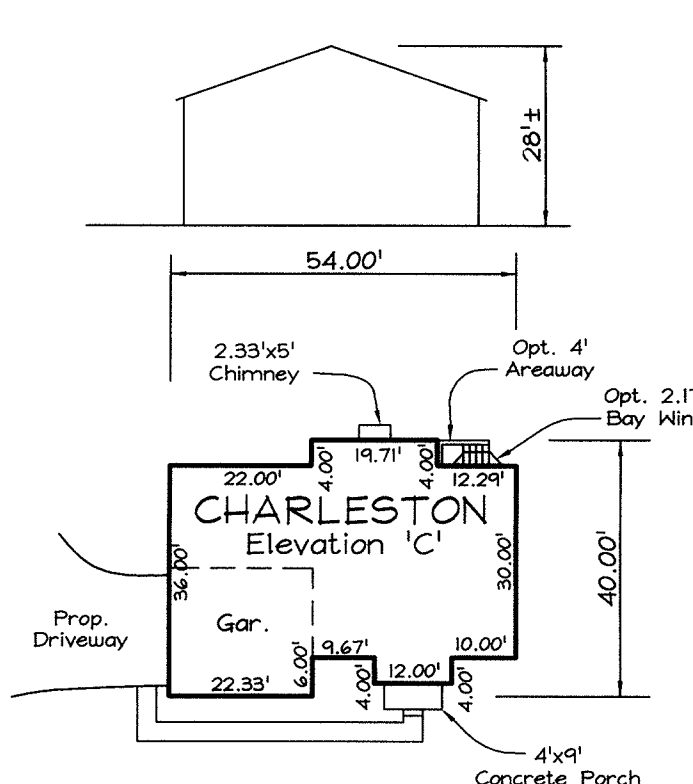 28'±
54.00'
2.33'x5'
Chimney
Opt. 4'
Areaway
Opt. 2.17
Bay Win
4.00'
19.71'
4.00'
22.00'
12.29'
CHARLESTON
Elevation 'C'
36.00'
30.00'
40.00'
Prop.
Driveway
Gar.
9.67'
10.00'
6.00'
22.33'
4.00'
12.00'
4.00'
4'x9'
Concrete Porch